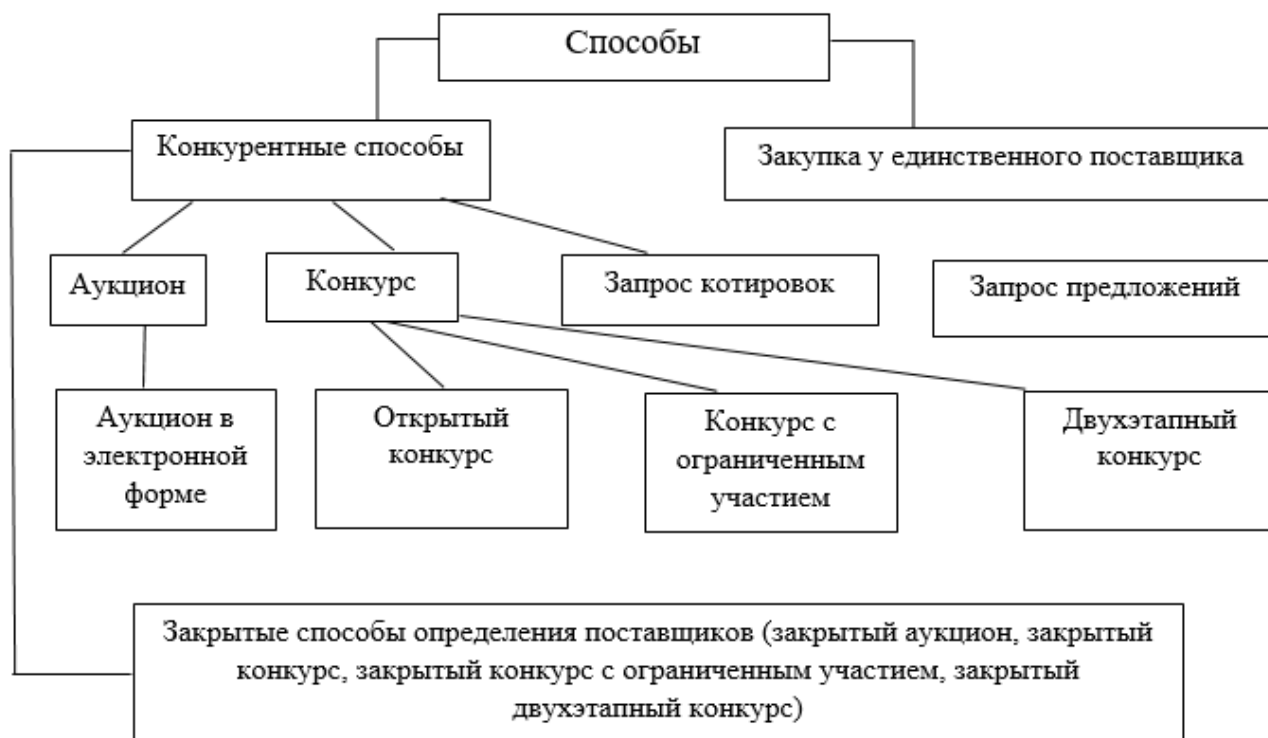 Способы
Конкурентные способы
Закупка у единственного поставщика
Аукцион
Конкурс
Запрос котировок
Запрос предложений
Аукцион в
электронной
форме
Открытый
конкурс
Конкурс с
ограниченным
участием
Двухэтапный
конкурс
Закрытые способы определения поставщиков (закрытый аукцион, закрытый
конкурс, закрытый конкурс с ограниченным участием, закрытый
двухэтапный конкурс)